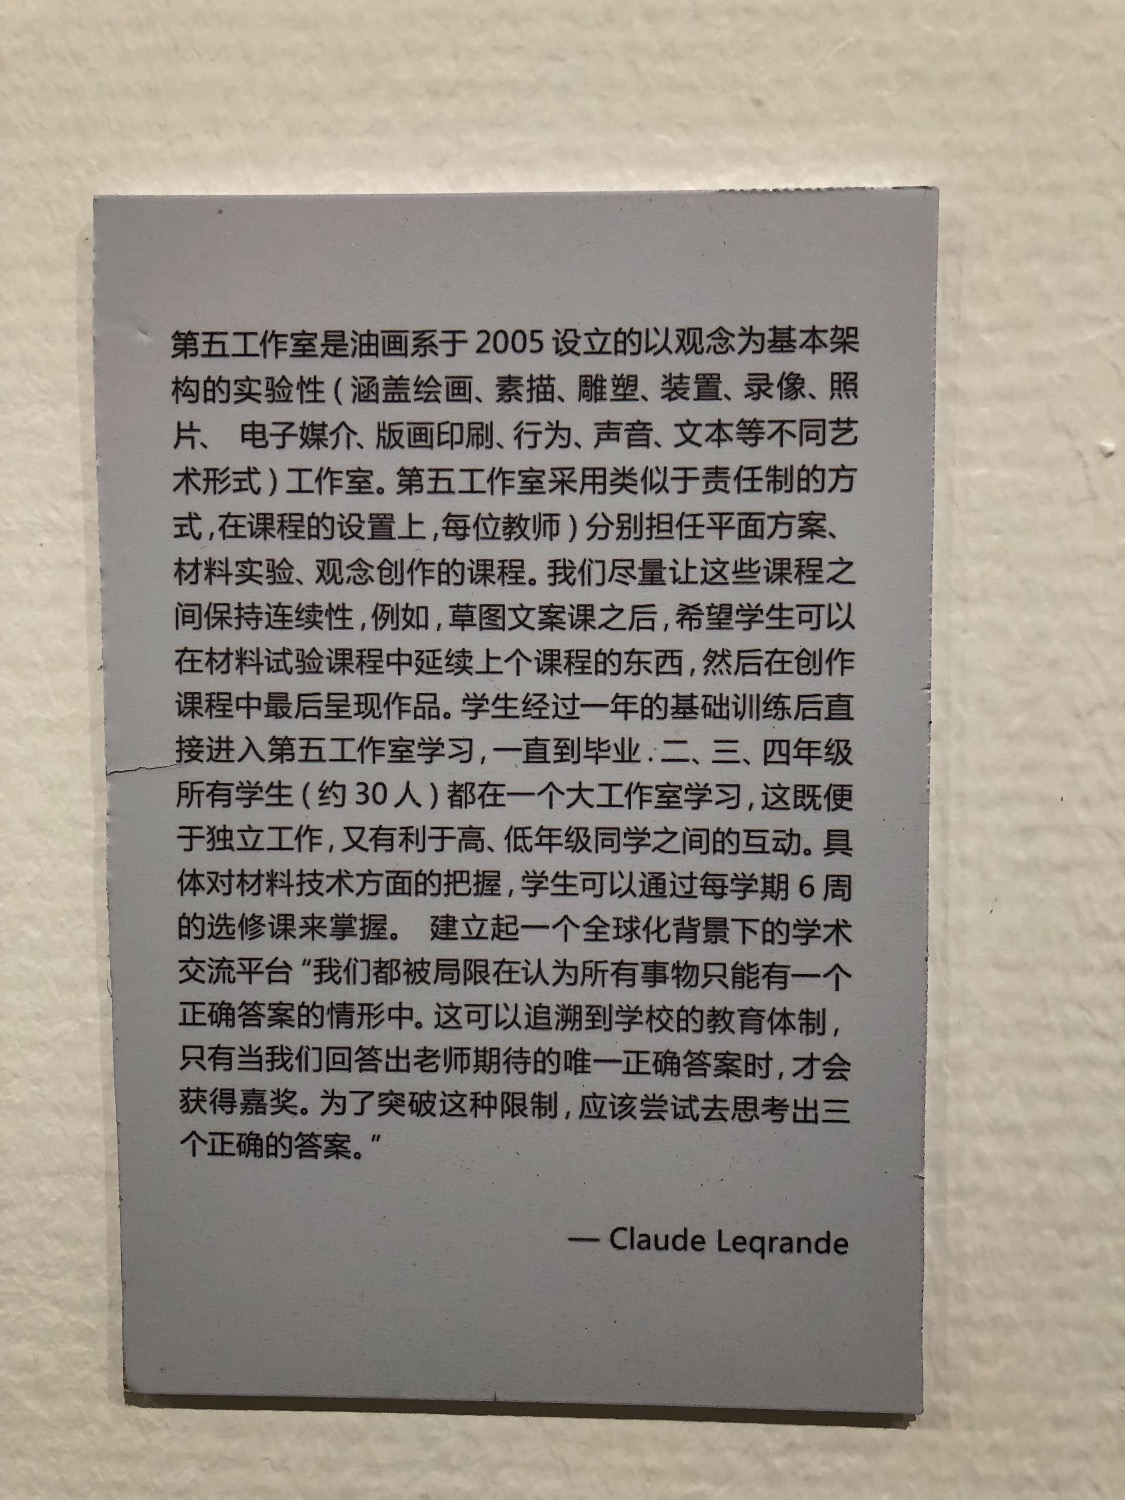 第五工作室是油画系于 2005 设立的以观念为基本架
构的实验性 ( 涵盖绘画、素描、雕塑、装置、录像、照
片、 电子媒介、版画印刷、行为、声音、文本等不同艺
术形式 ) 工作室。第五工作室采用类似于责任制的方
式 , 在课程的设置上 , 每位教师 ) 分别担任平面方案、
材料实验、观念创作的课程。我们尽量让这些课程之
间保持连续性 , 例如 , 草图文案课之后 , 希望学生可以
在材料试验课程中延续上个课程的东西 , 然后在创作
课程中最后呈现作品。学生经过一年的基础训练后直
接进入第五工作室学习 , 一直到毕业 . 二、三、四年级
所有学生 ( 约 30 人 ) 都在一个大工作室学习 , 这既便
于独立工作 , 又有利于高、低年级同学之间的互动。具
体对材料技术方面的把握 , 学生可以通过每学期 6 周
的选修课来掌握。 建立起一个全球化背景下的学术
交流平台 “我们都被局限在认为所有事物只能有一个
正确答案的情形中。这可以追溯到学校的教育体制 ,
只有当我们回答出老师期待的唯一正确答案时 , 才会
获得嘉奖。为了突破这种限制 , 应该尝试去思考出三
个正确的答案。”
— Claude Leqrande